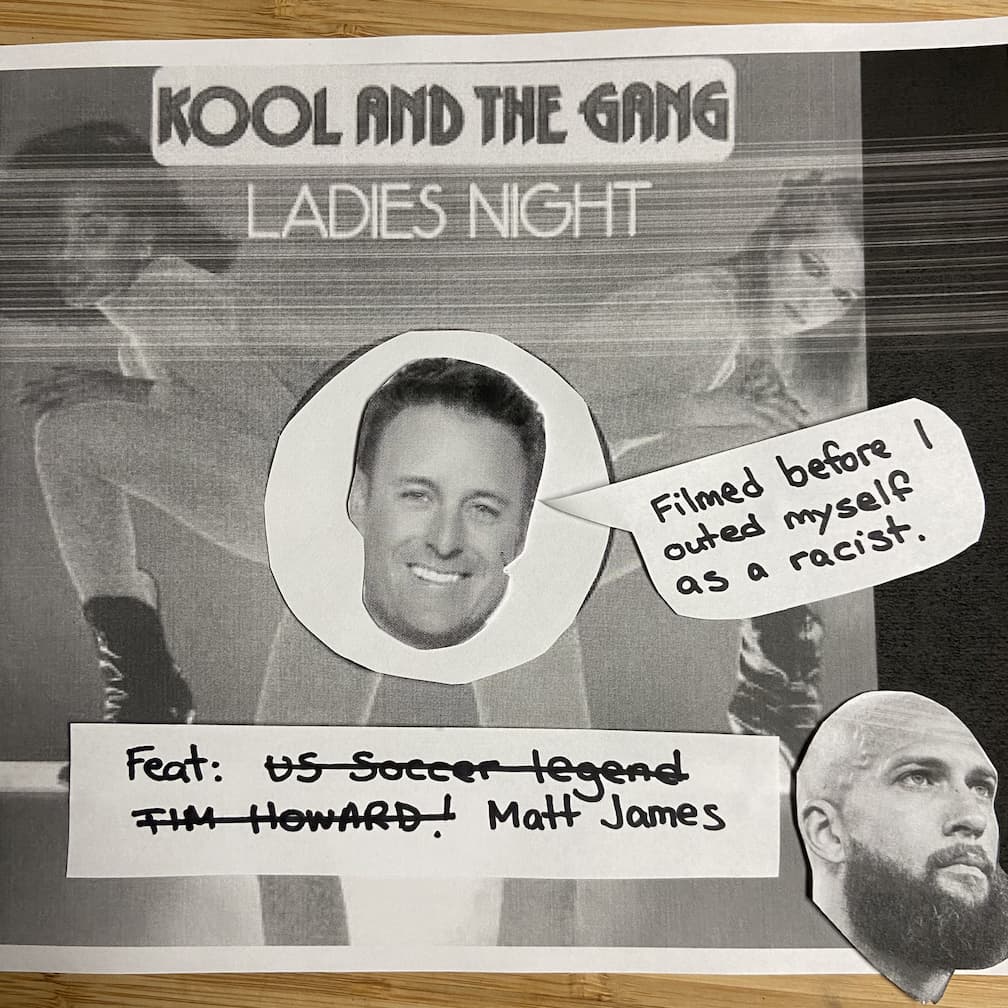 KOOL AND THE GANG
LADIES NIGHT
Filmed before I
outed myself
as a racist.
Feat: US Soccer legend
TIM HOWARD! Matt James